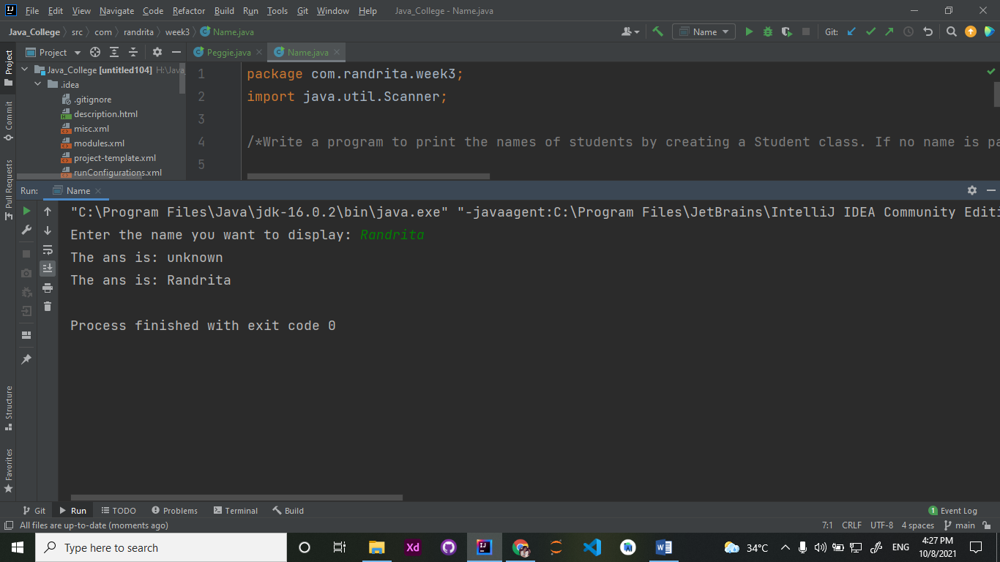 File Edit View Navigate Code Refactor Build Run Tools Git Window Help Java_College - Name.java
Java_College src com randrita week3 Name.java Name Git:
Project Peggie.java Name.java
Java_College [untitled104] H:\Java_
.idea
.gitignore
description.html
misc.xml
modules.xml
project-template.xml
runConfigurations.xml
1 package com.randrita.week3;
2 import java.util.Scanner;
3
4 /*Write a program to print the names of students by creating a Student class. If no name is pa
5
Project
Commit
Pull Requests
Structure
Favorites
Run: Name
"C:\Program Files\Java\jdk-16.0.2\bin\java.exe" "-javaagent:C:\Program Files\JetBrains\IntelliJ IDEA Community Editi
Enter the name you want to display: Randrita
The ans is: unknown
The ans is: Randrita
Process finished with exit code 0
Git Run TODO Problems Terminal Build 1 Event Log
All files are up-to-date (moments ago) 7:1 CRLF UTF-8 4 spaces main
Type here to search Xd IJ 34°C ENG 4:27 PM
10/8/2021